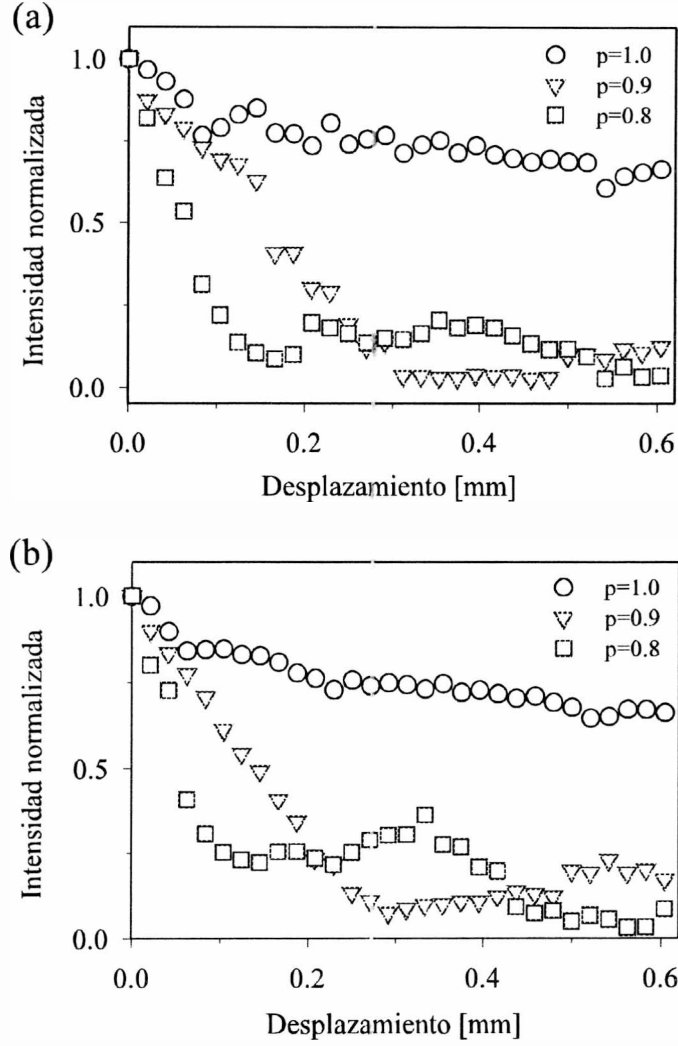 (a)
Intensidad normalizada
1.0
0.5
0.0
p=1.0
p=0.9
p=0.8
0.0 0.2 0.4 0.6
Desplazamiento [mm]
(b)
Intensidad normalizada
1.0
0.5
0.0
p=1.0
p=0.9
p=0.8
0.0 0.2 0.4 0.6
Desplazamiento [mm]